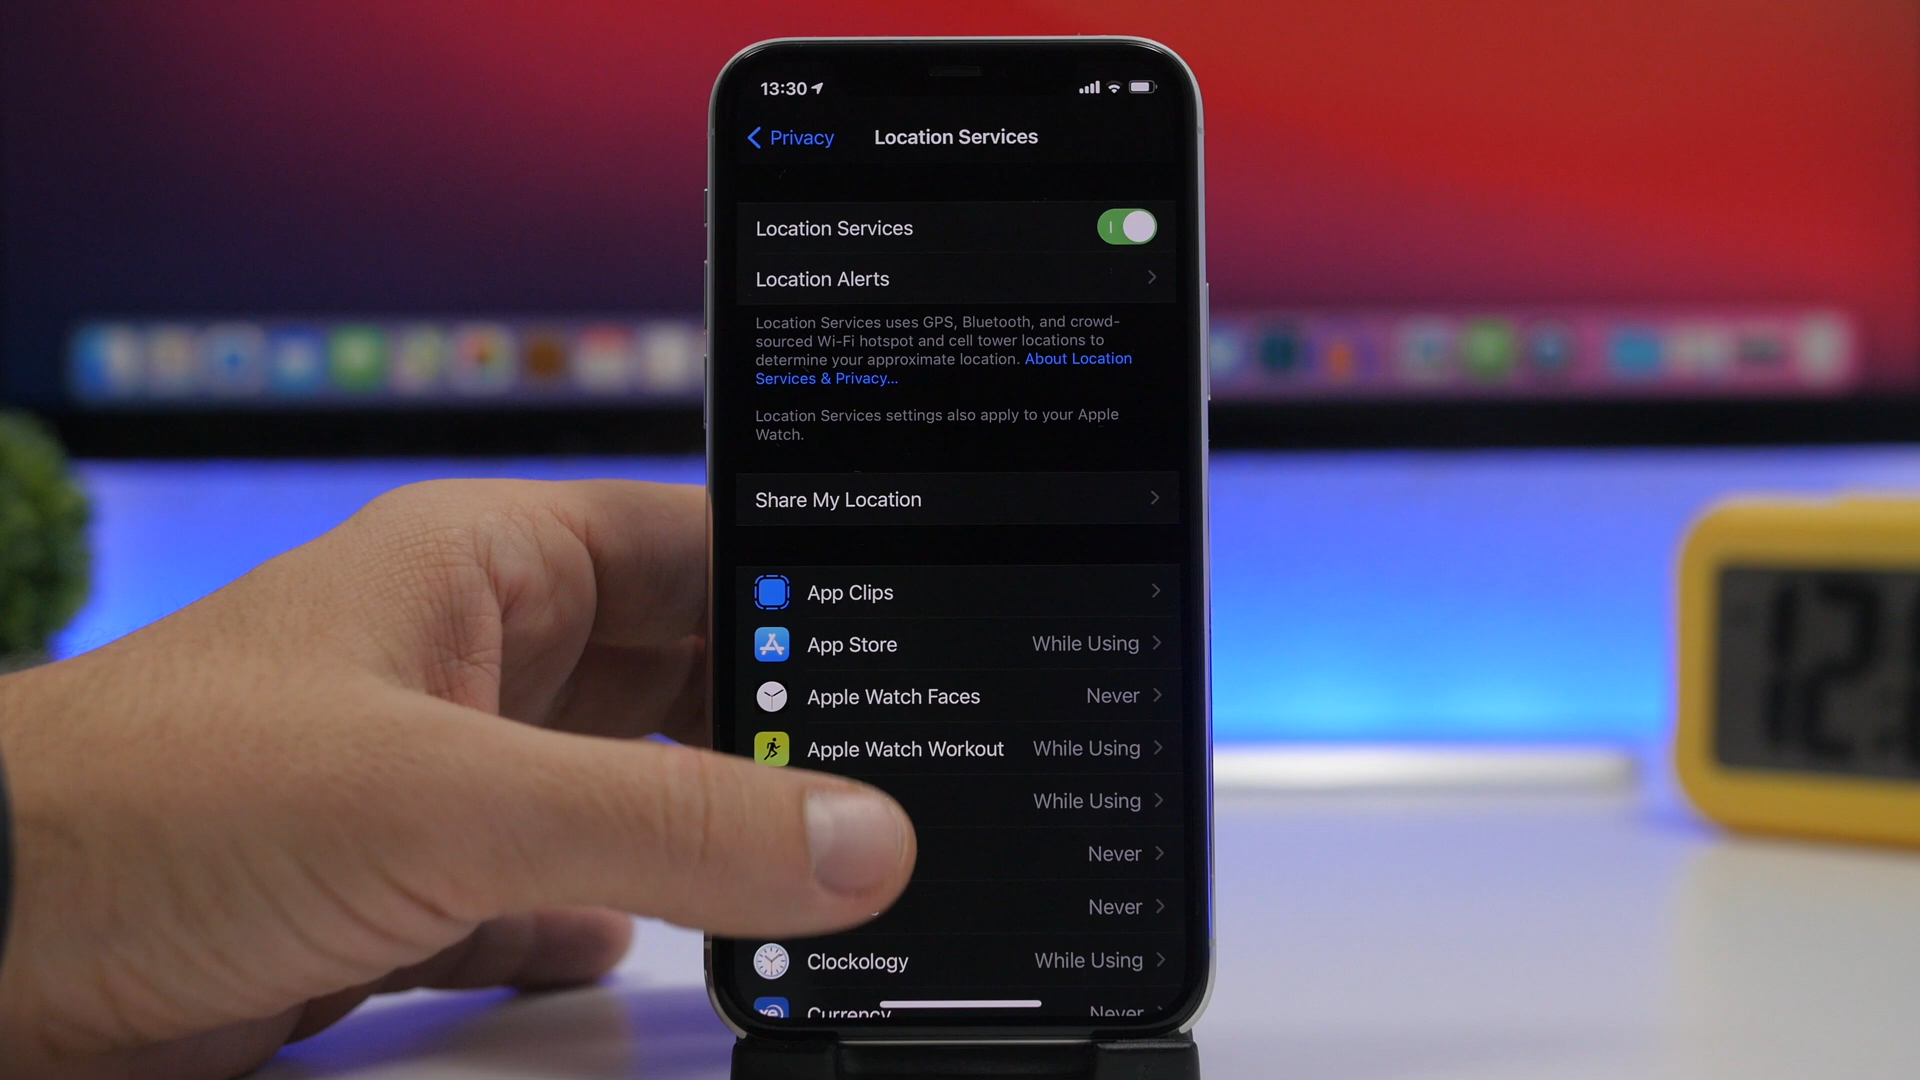 13:30
Privacy Location Services
Location Services
Location Alerts
Location Services uses GPS, Bluetooth, and crowd-
sourced Wi-Fi hotspot and cell tower locations to
determine your approximate location. About Location
Services & Privacy...
Location Services settings also apply to your Apple
Watch.
Share My Location
App Clips
App Store While Using
Apple Watch Faces Never
Apple Watch Workout While Using
While Using
Never
Never
Clockology While Using
Currency Never
12